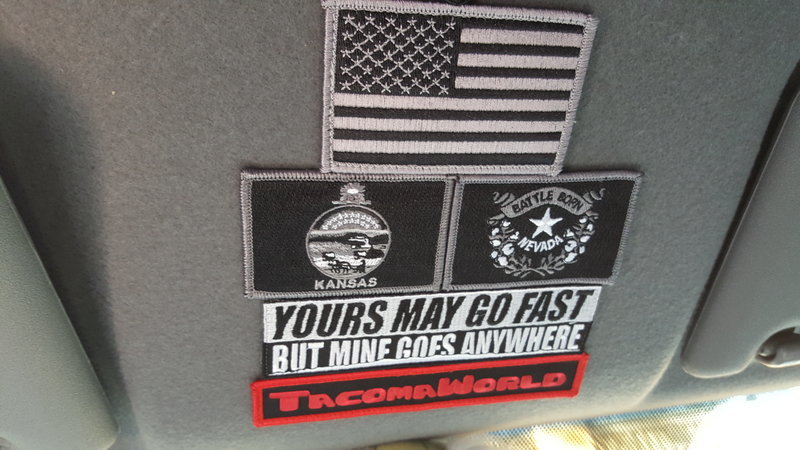 KANSAS
BATTLE BORN
NEVADA
YOURS MAY GO FAST
BUT MINE GOES ANYWHERE
TACOMAWORLD